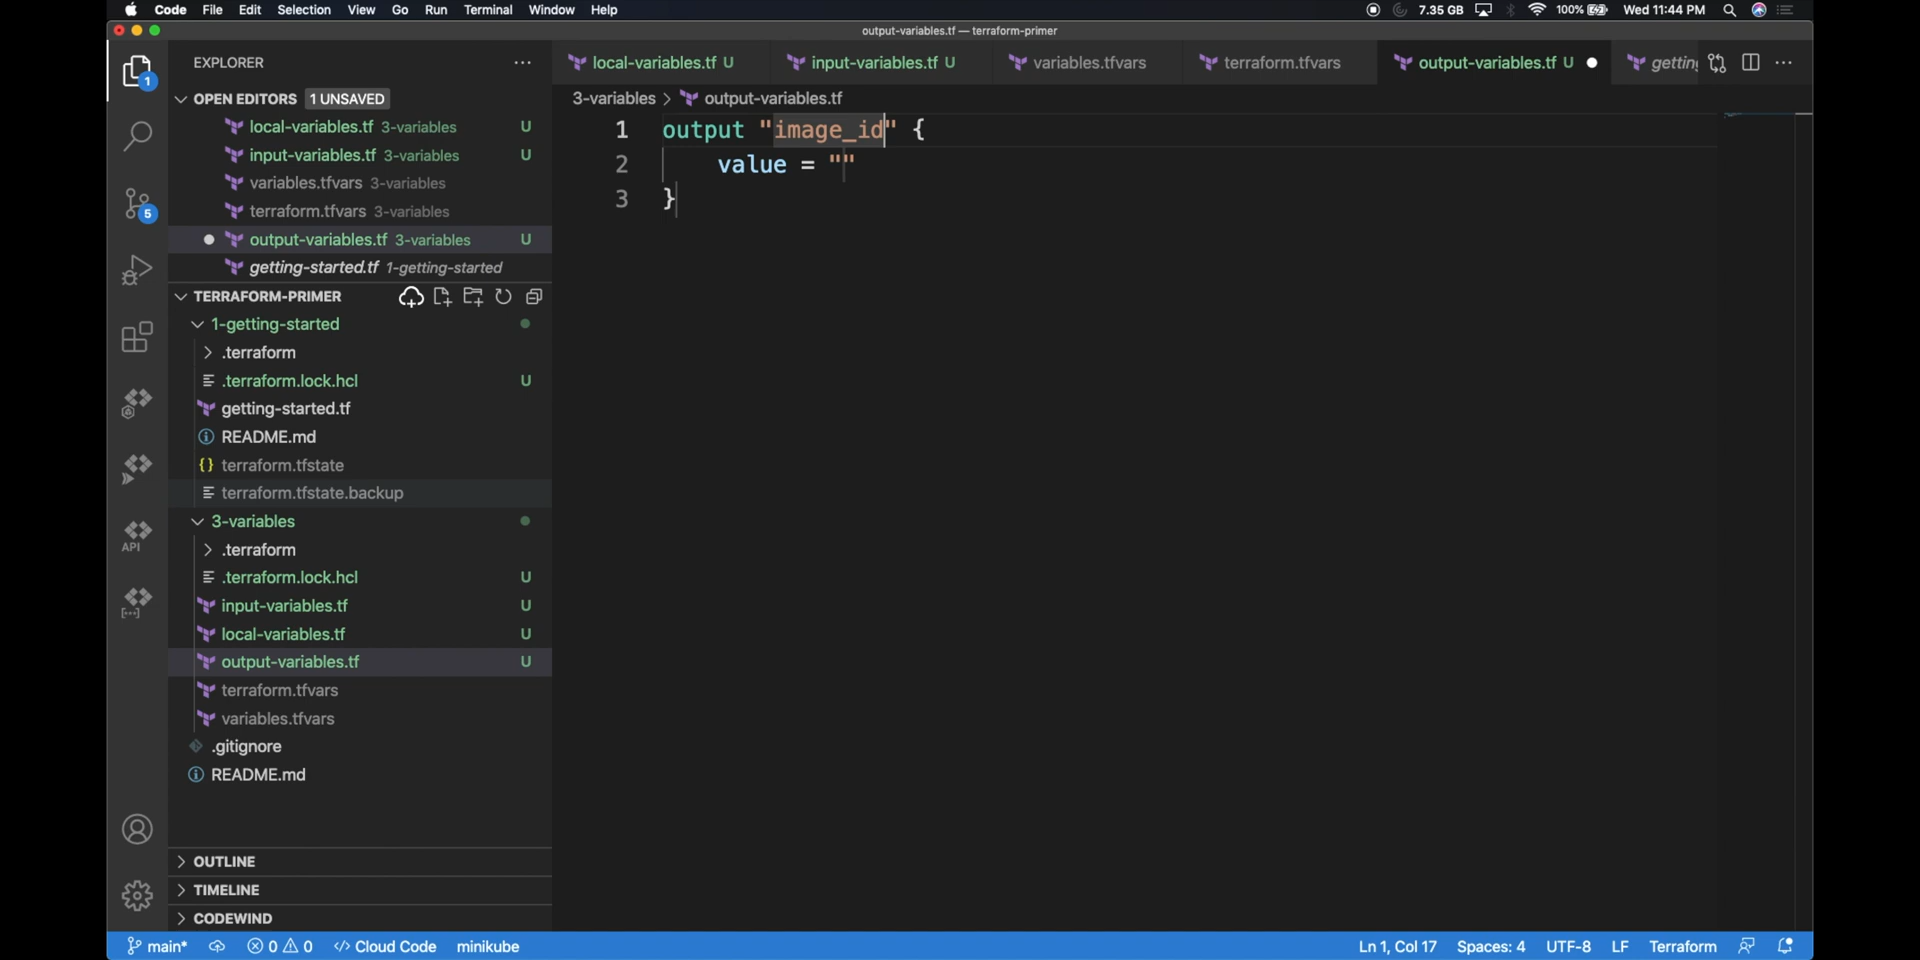 Code File Edit Selection View Go Run Terminal Window Help 7.35 GB 100% Wed 11:44 PM
output-variables.tf — terraform-primer
EXPLORER
local-variables.tf U
input-variables.tf U
variables.tfvars
terraform.tfvars
output-variables.tf U
OPEN EDITORS 1 UNSAVED
local-variables.tf 3-variables U
input-variables.tf 3-variables U
variables.tfvars 3-variables
terraform.tfvars 3-variables
output-variables.tf 3-variables U
getting-started.tf 1-getting-started
TERRAFORM-PRIMER
1-getting-started
.terraform
.terraform.lock.hcl U
getting-started.tf
README.md
terraform.tfstate
terraform.tfstate.backup
3-variables
.terraform
.terraform.lock.hcl U
input-variables.tf U
local-variables.tf U
output-variables.tf U
terraform.tfvars
variables.tfvars
.gitignore
README.md
OUTLINE
TIMELINE
CODEWIND
1
5
API
3-variables > output-variables.tf
1 output "image_id" {
2 value = ""
3 }
main* 0 0 Cloud Code minikube Ln 1, Col 17 Spaces: 4 UTF-8 LF Terraform